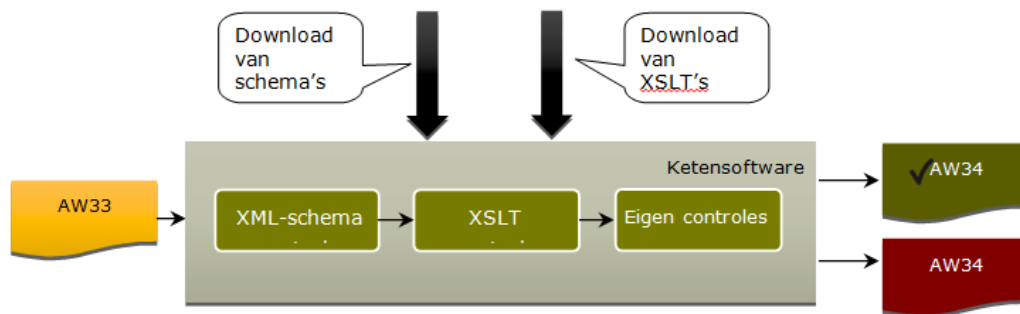 Download
van
schema's
Download
van
XSLT's
Ketensoftware
AW33
XML-schema
XSLT
Eigen controles
AW34
AW34